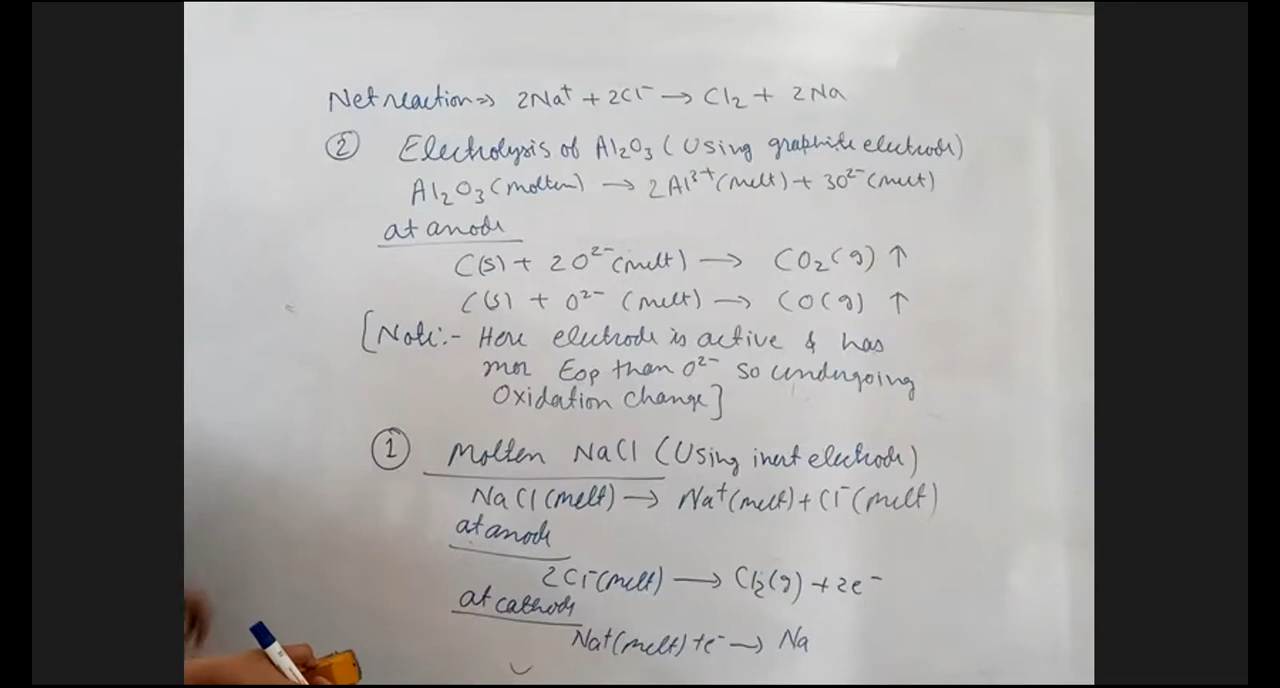 Net reaction ⇒ 2Na⁺ + 2Cl⁻ → Cl₂ + 2Na
② Electrolysis of Al₂O₃ (Using graphite electrode)
Al₂O₃ (molten) → 2Al³⁺ (melt) + 3O²⁻ (melt)
at anode
C(s) + 2O²⁻ (melt) → CO₂(g) ↑
C(s) + O²⁻ (melt) → CO(g) ↑
[Note:- Here electrode is active & has
mor Eop than O²⁻ so undergoing
Oxidation change]
① Molten NaCl (Using inert electrode)
NaCl (melt) → Na⁺ (melt) + Cl⁻ (melt)
at anode
2Cl⁻ (melt) → Cl₂(g) + 2e⁻
at cathode
Na⁺ (melt) + e⁻ → Na